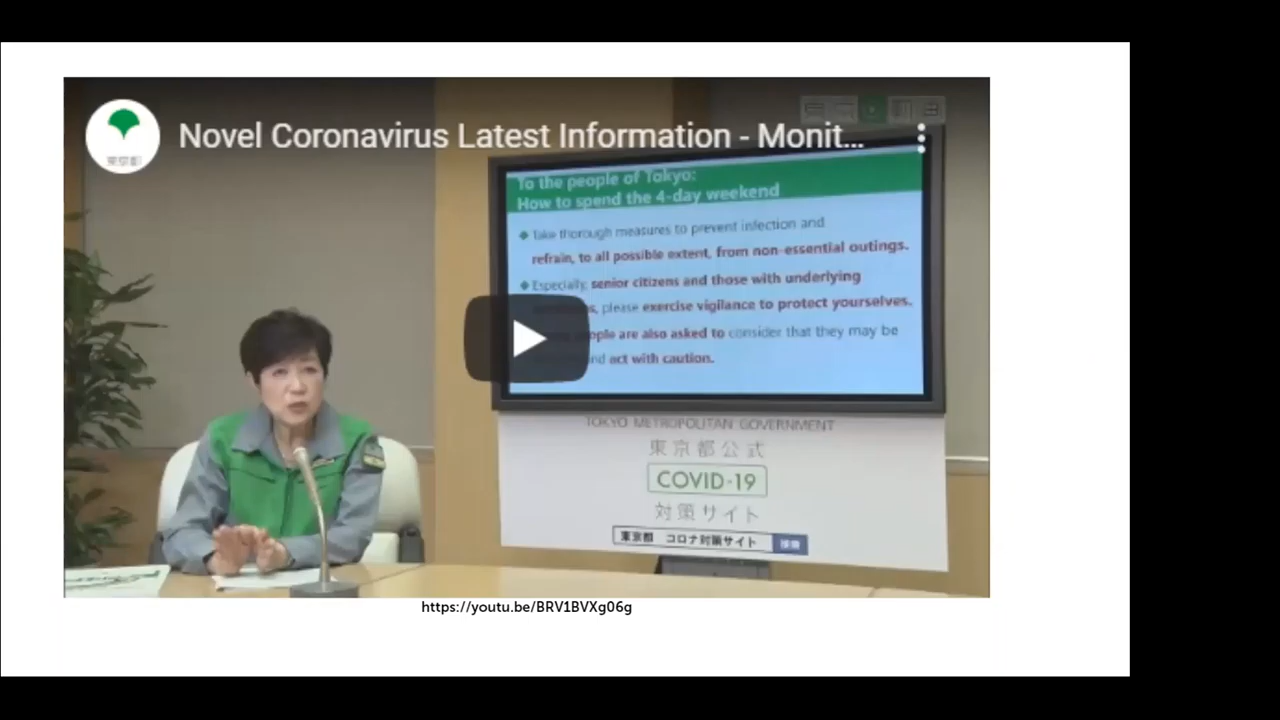 東京都
Novel Coronavirus Latest Information - Monit...
To the people of Tokyo:
How to spend the 4-day weekend
Take thorough measures to prevent infection and
refrain, to all possible extent, from non-essential outings.
Especially, senior citizens and those with underlying
please exercise vigilance to protect yourselves.
people are also asked to consider that they may be
and act with caution.
TOKYO METROPOLITAN GOVERNMENT
東京都公式
COVID-19
対策サイト
東京都 コロナ対策サイト 検索
https://youtu.be/BRV1BVXg06g